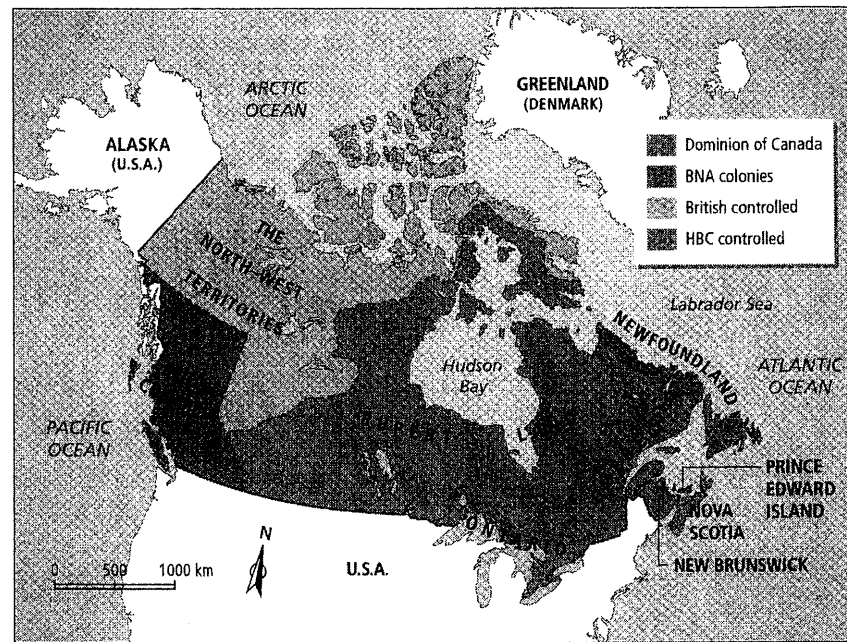 ARCTIC
OCEAN
GREENLAND
(DENMARK)
ALASKA
(U.S.A.)
Dominion of Canada
BNA colonies
British controlled
HBC controlled
THE
NORTH-WEST
TERRITORIES
Labrador Sea
NEWFOUNDLAND
Hudson
Bay
ATLANTIC
OCEAN
PACIFIC
OCEAN
RUPERT
L
PRINCE
EDWARD
ISLAND
NOVA
SCOTIA
ONTARIO
NEW BRUNSWICK
N
0 500 1000 km
U.S.A.